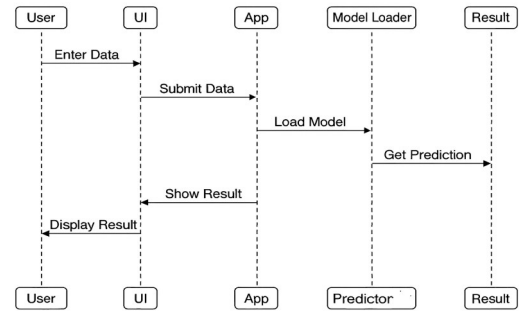 User UI App Model Loader Result
Enter Data
Submit Data
Load Model
Get Prediction
Show Result
Display Result
User UI App Predictor Result